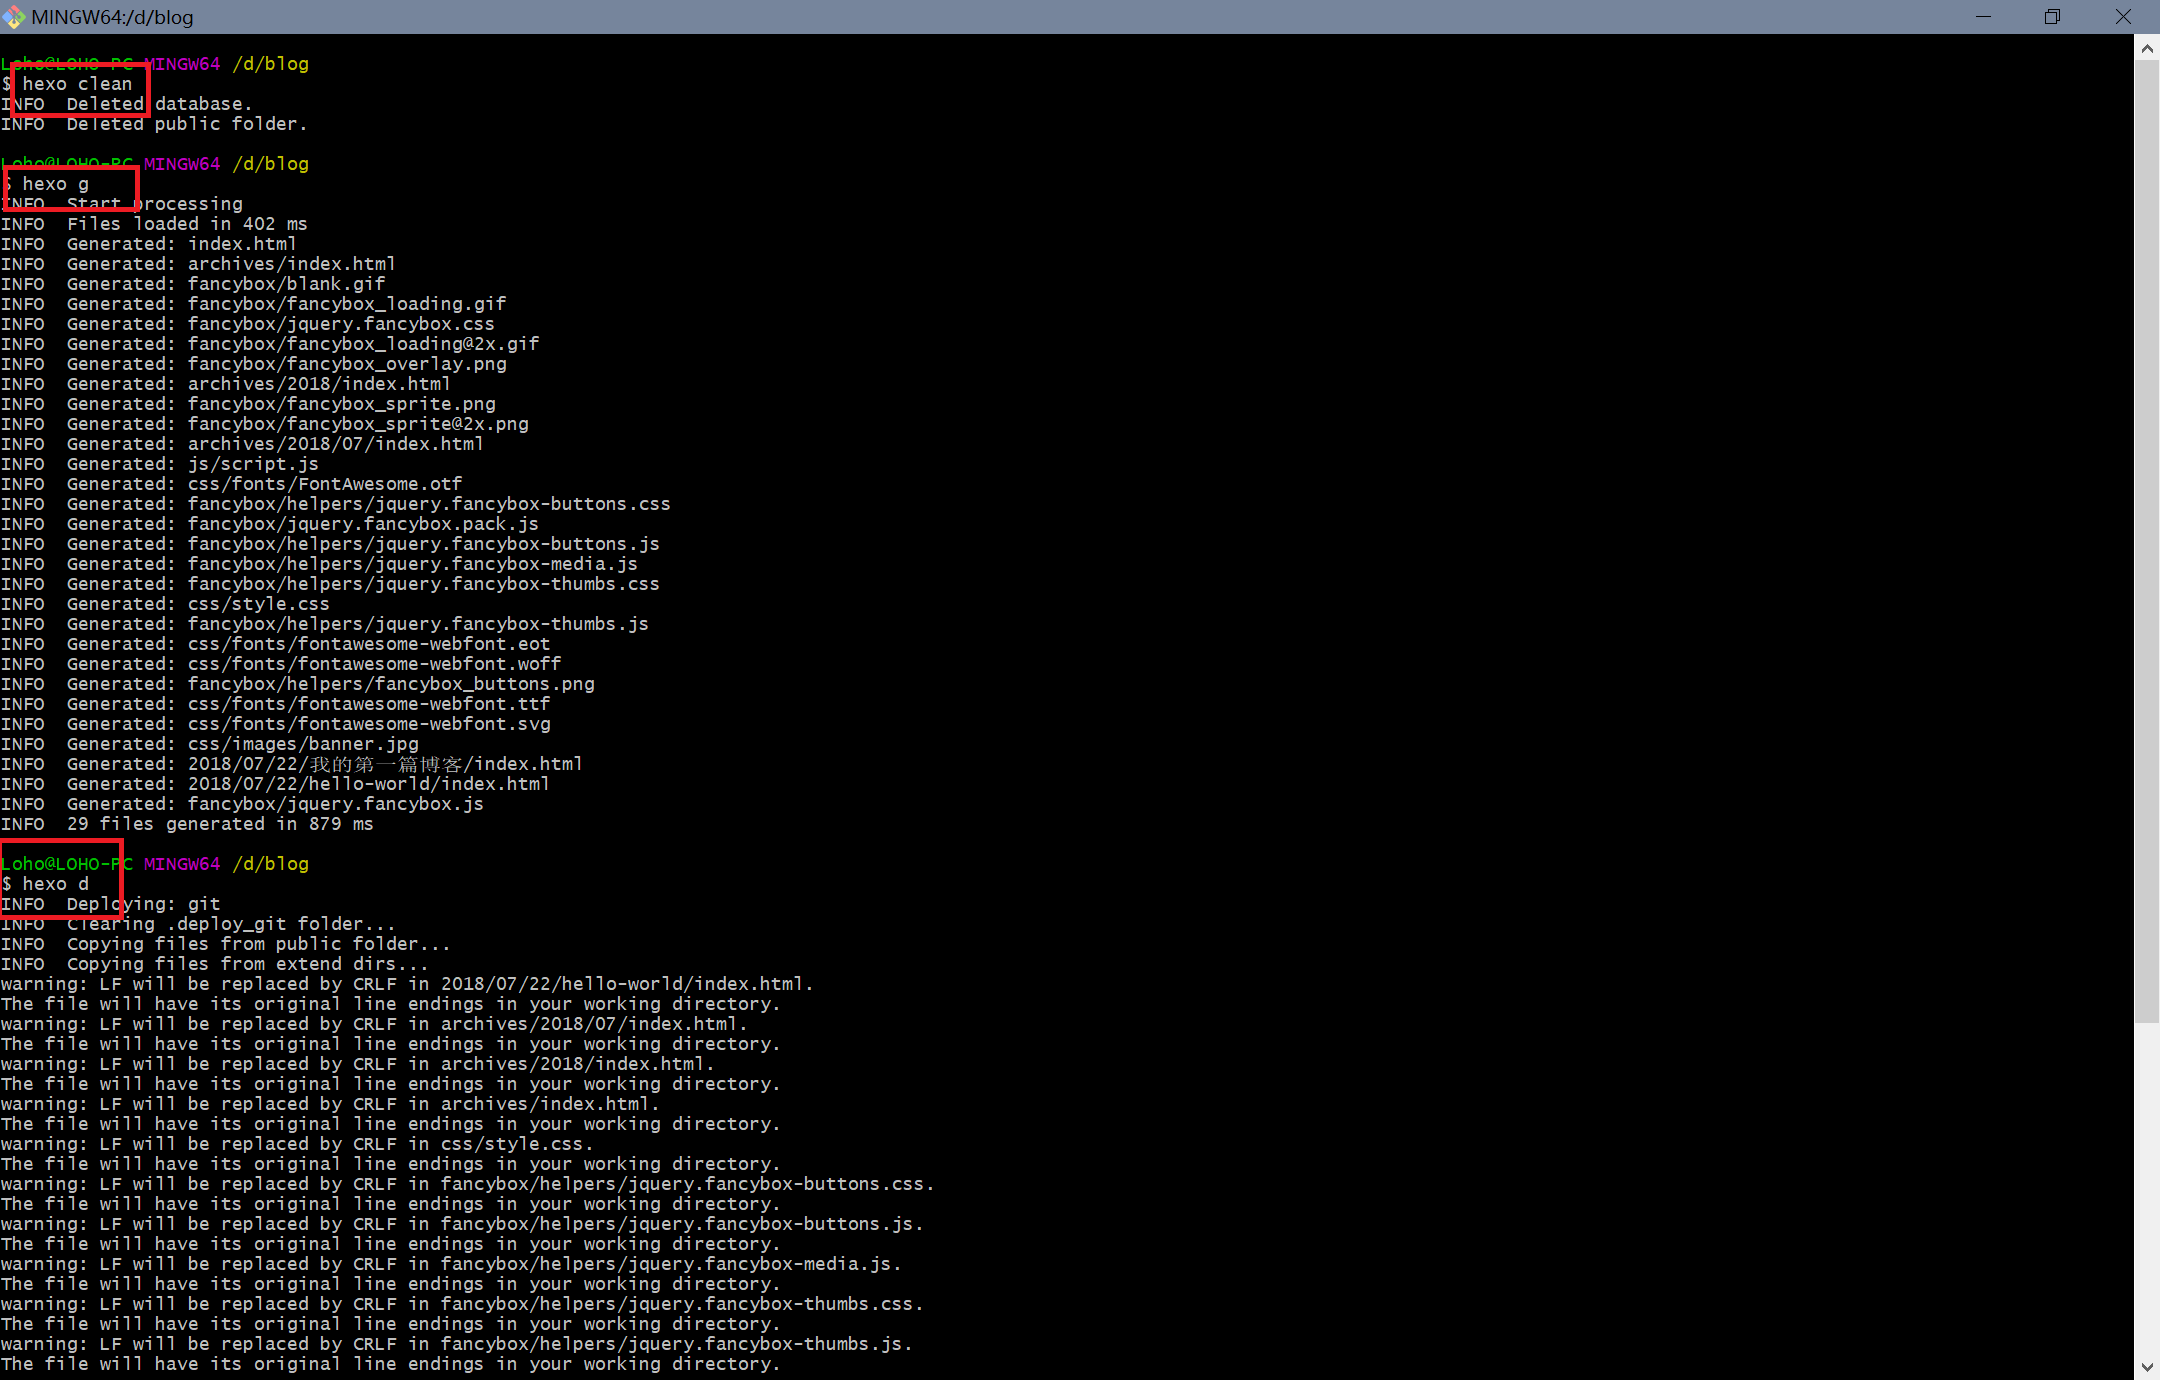 MINGW64:/d/blog
Loho@LOHO-PC MINGW64 /d/blog
$ hexo clean
INFO  Deleted database.
INFO  Deleted public folder.
Loho@LOHO-PC MINGW64 /d/blog
$ hexo g
INFO  Start processing
INFO  Files loaded in 402 ms
INFO  Generated: index.html
INFO  Generated: archives/index.html
INFO  Generated: fancybox/blank.gif
INFO  Generated: fancybox/fancybox_loading.gif
INFO  Generated: fancybox/jquery.fancybox.css
INFO  Generated: fancybox/fancybox_loading@2x.gif
INFO  Generated: fancybox/fancybox_overlay.png
INFO  Generated: archives/2018/index.html
INFO  Generated: fancybox/fancybox_sprite.png
INFO  Generated: fancybox/fancybox_sprite@2x.png
INFO  Generated: archives/2018/07/index.html
INFO  Generated: js/script.js
INFO  Generated: css/fonts/FontAwesome.otf
INFO  Generated: fancybox/helpers/jquery.fancybox-buttons.css
INFO  Generated: fancybox/jquery.fancybox.pack.js
INFO  Generated: fancybox/helpers/jquery.fancybox-buttons.js
INFO  Generated: fancybox/helpers/jquery.fancybox-media.js
INFO  Generated: fancybox/helpers/jquery.fancybox-thumbs.css
INFO  Generated: css/style.css
INFO  Generated: fancybox/helpers/jquery.fancybox-thumbs.js
INFO  Generated: css/fonts/fontawesome-webfont.eot
INFO  Generated: css/fonts/fontawesome-webfont.woff
INFO  Generated: fancybox/helpers/fancybox_buttons.png
INFO  Generated: css/fonts/fontawesome-webfont.ttf
INFO  Generated: css/fonts/fontawesome-webfont.svg
INFO  Generated: css/images/banner.jpg
INFO  Generated: 2018/07/22/我的第一篇博客/index.html
INFO  Generated: 2018/07/22/hello-world/index.html
INFO  Generated: fancybox/jquery.fancybox.js
INFO  29 files generated in 879 ms
Loho@LOHO-PC MINGW64 /d/blog
$ hexo d
INFO  Deploying: git
INFO  Clearing .deploy_git folder...
INFO  Copying files from public folder...
INFO  Copying files from extend dirs...
warning: LF will be replaced by CRLF in 2018/07/22/hello-world/index.html.
The file will have its original line endings in your working directory.
warning: LF will be replaced by CRLF in archives/2018/07/index.html.
The file will have its original line endings in your working directory.
warning: LF will be replaced by CRLF in archives/2018/index.html.
The file will have its original line endings in your working directory.
warning: LF will be replaced by CRLF in archives/index.html.
The file will have its original line endings in your working directory.
warning: LF will be replaced by CRLF in css/style.css.
The file will have its original line endings in your working directory.
warning: LF will be replaced by CRLF in fancybox/helpers/jquery.fancybox-buttons.css.
The file will have its original line endings in your working directory.
warning: LF will be replaced by CRLF in fancybox/helpers/jquery.fancybox-buttons.js.
The file will have its original line endings in your working directory.
warning: LF will be replaced by CRLF in fancybox/helpers/jquery.fancybox-media.js.
The file will have its original line endings in your working directory.
warning: LF will be replaced by CRLF in fancybox/helpers/jquery.fancybox-thumbs.css.
The file will have its original line endings in your working directory.
warning: LF will be replaced by CRLF in fancybox/helpers/jquery.fancybox-thumbs.js.
The file will have its original line endings in your working directory.